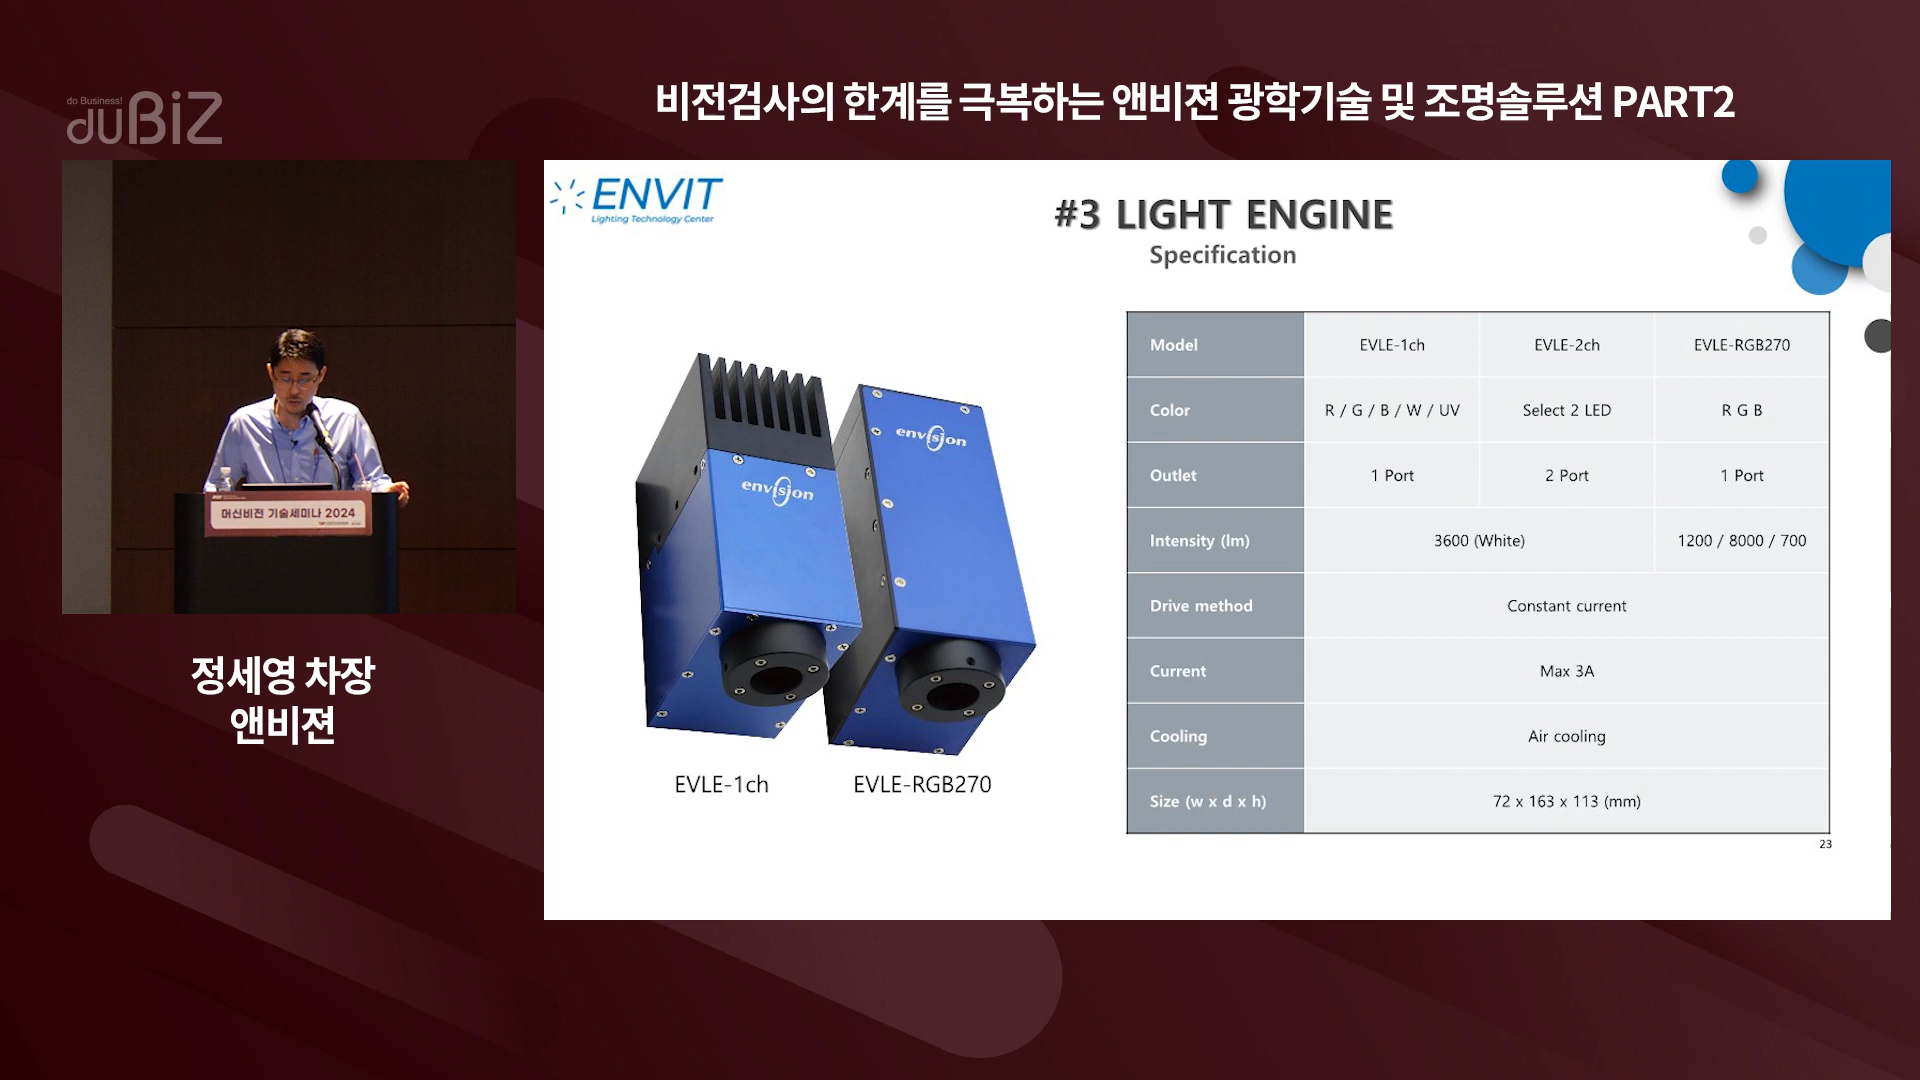 do Business!
duBiZ
비전검사의 한계를 극복하는 앤비젼 광학기술 및 조명솔루션 PART2
머신비전 기술세미나 2024
정세영 차장
앤비젼
ENVIT
Lighting Technology Center
#3 LIGHT ENGINE
Specification
envision
envision
EVLE-1ch
EVLE-RGB270
Model EVLE-1ch EVLE-2ch EVLE-RGB270
Color R / G / B / W / UV Select 2 LED R G B
Outlet 1 Port 2 Port 1 Port
Intensity (lm) 3600 (White) 1200 / 8000 / 700
Drive method Constant current
Current Max 3A
Cooling Air cooling
Size (w x d x h) 72 x 163 x 113 (mm)
23